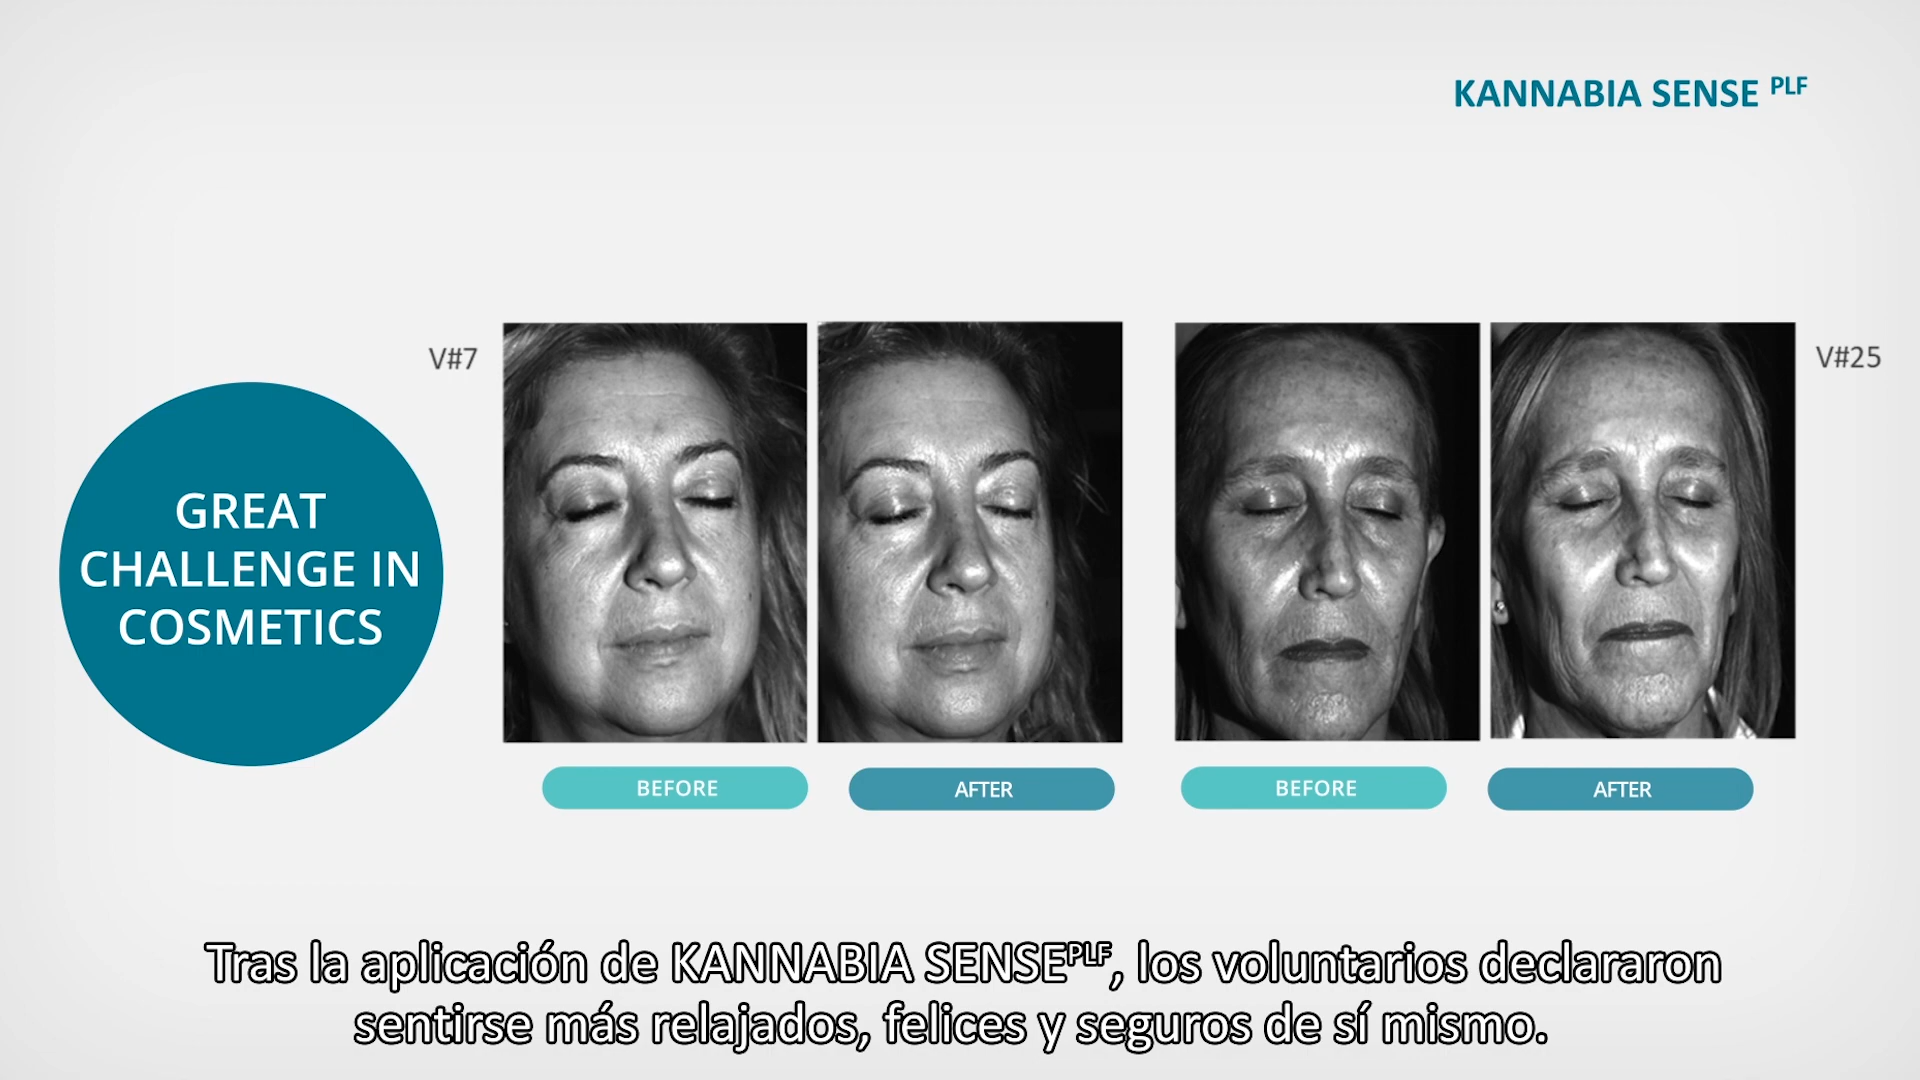 KANNABIA SENSE PLF
V#7
V#25
GREAT
CHALLENGE IN
COSMETICS
BEFORE
AFTER
BEFORE
AFTER
Tras la aplicación de KANNABIA SENSEPLF, los voluntarios declararon
sentirse más relajados, felices y seguros de sí mismo.